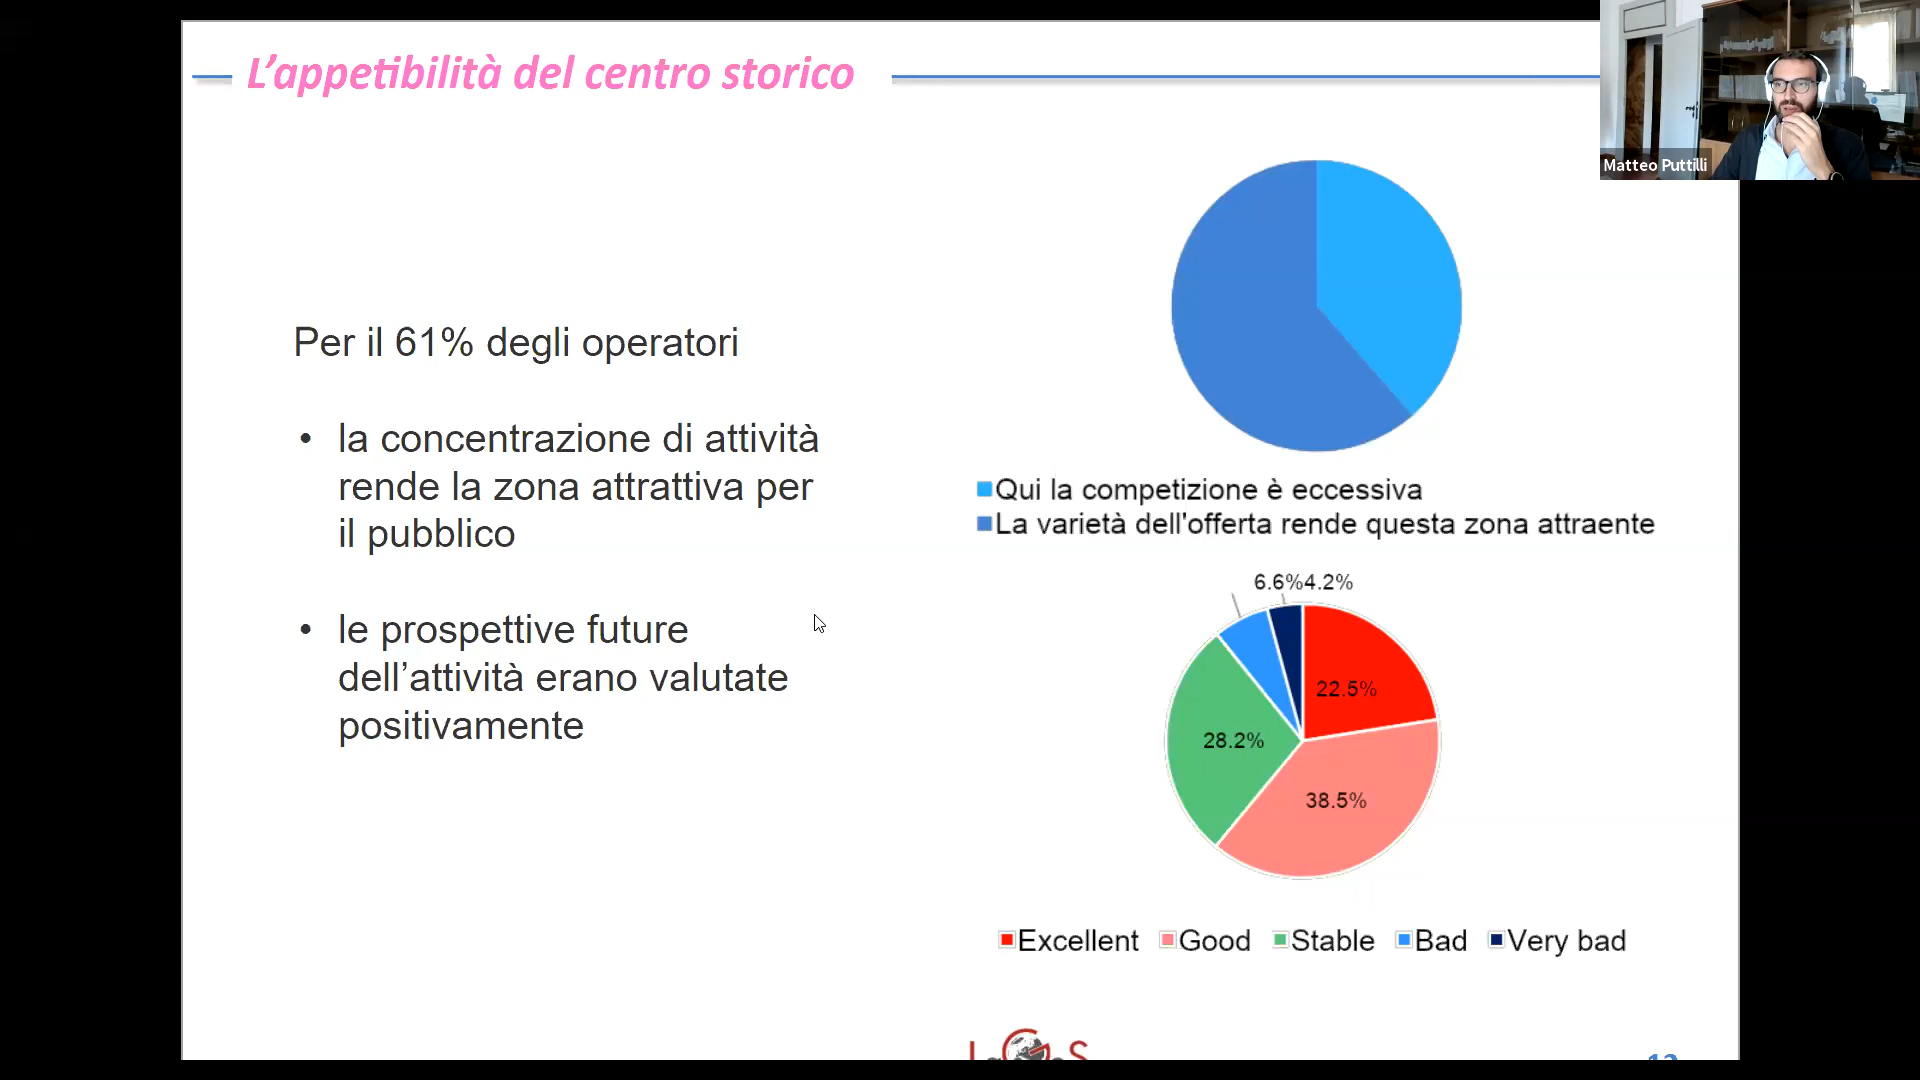 L'appetibilità del centro storico
Matteo Puttilli
Per il 61% degli operatori
• la concentrazione di attività
rende la zona attrattiva per
il pubblico
• le prospettive future
dell'attività erano valutate
positivamente
Qui la competizione è eccessiva
La varietà dell'offerta rende questa zona attraente
6.6% 4.2%
22.5%
28.2%
38.5%
Excellent Good Stable Bad Very bad